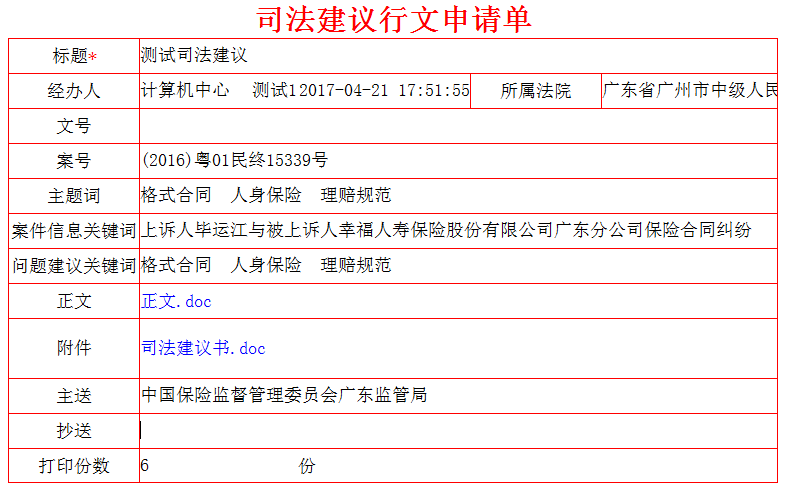 司法建议行文申请单
标题* 测试司法建议
经办人 计算机中心 测试12017-04-21 17:51:55 所属法院 广东省广州市中级人民
文号
案号 (2016)粤01民终15339号
主题词 格式合同 人身保险 理赔规范
案件信息关键词 上诉人毕运江与被上诉人幸福人寿保险股份有限公司广东分公司保险合同纠纷
问题建议关键词 格式合同 人身保险 理赔规范
正文 正文.doc
附件 司法建议书.doc
主送 中国保险监督管理委员会广东监管局
抄送
打印份数 6 份